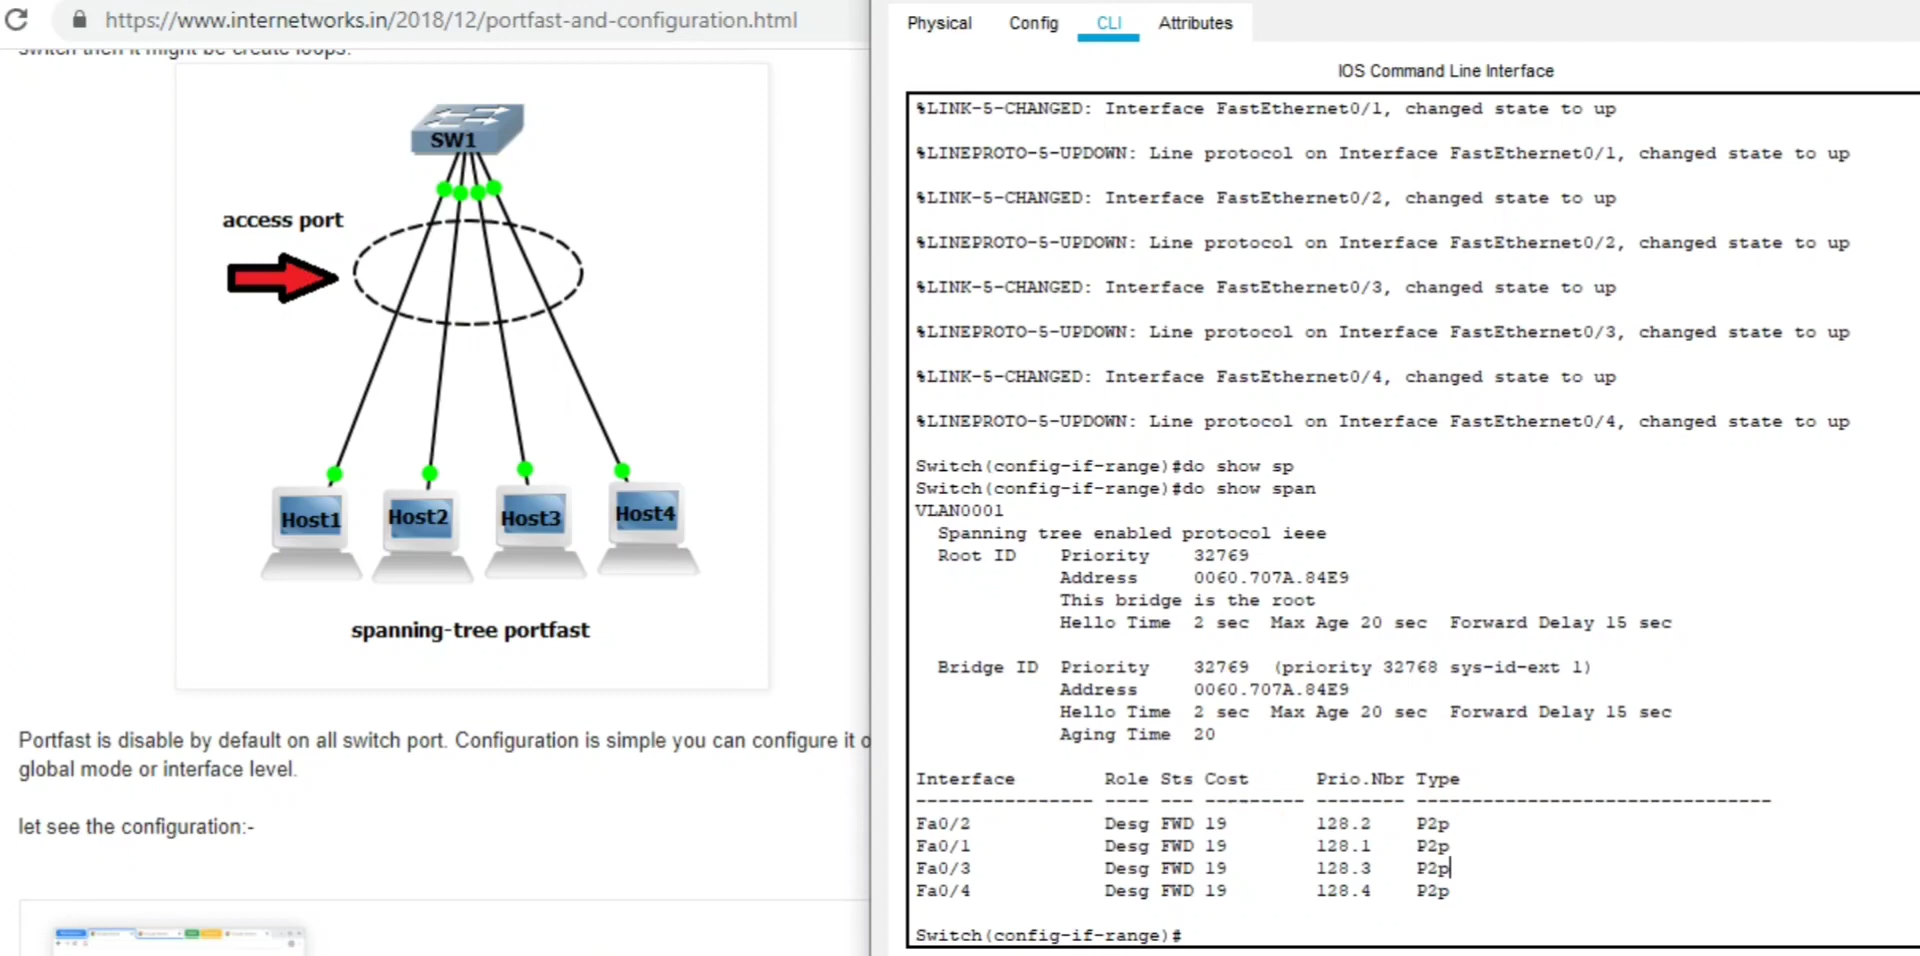 https://www.internetworks.in/2018/12/portfast-and-configuration.html
switch then it might be create loops.
SW1
access port
Host1 Host2 Host3 Host4
spanning-tree portfast
Portfast is disable by default on all switch port. Configuration is simple you can configure it o
global mode or interface level.
let see the configuration:-
Physical Config CLI Attributes
IOS Command Line Interface
%LINK-5-CHANGED: Interface FastEthernet0/1, changed state to up
%LINEPROTO-5-UPDOWN: Line protocol on Interface FastEthernet0/1, changed state to up
%LINK-5-CHANGED: Interface FastEthernet0/2, changed state to up
%LINEPROTO-5-UPDOWN: Line protocol on Interface FastEthernet0/2, changed state to up
%LINK-5-CHANGED: Interface FastEthernet0/3, changed state to up
%LINEPROTO-5-UPDOWN: Line protocol on Interface FastEthernet0/3, changed state to up
%LINK-5-CHANGED: Interface FastEthernet0/4, changed state to up
%LINEPROTO-5-UPDOWN: Line protocol on Interface FastEthernet0/4, changed state to up
Switch(config-if-range)#do show sp
Switch(config-if-range)#do show span
VLAN0001
Spanning tree enabled protocol ieee
Root ID Priority 32769
Address 0060.707A.84E9
This bridge is the root
Hello Time 2 sec Max Age 20 sec Forward Delay 15 sec
Bridge ID Priority 32769 (priority 32768 sys-id-ext 1)
Address 0060.707A.84E9
Hello Time 2 sec Max Age 20 sec Forward Delay 15 sec
Aging Time 20
Interface Role Sts Cost Prio.Nbr Type
---------------- ---- --- --------- -------- --------------------------------
Fa0/2 Desg FWD 19 128.2 P2p
Fa0/1 Desg FWD 19 128.1 P2p
Fa0/3 Desg FWD 19 128.3 P2p
Fa0/4 Desg FWD 19 128.4 P2p
Switch(config-if-range)#